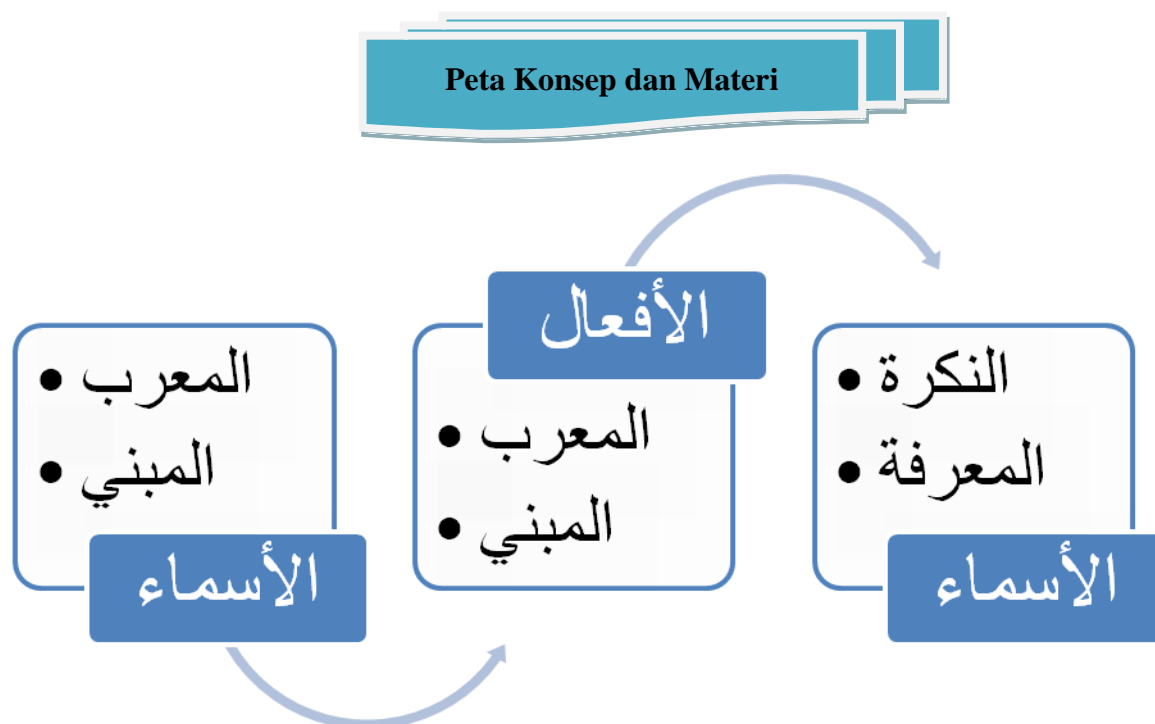 Peta Konsep dan Materi
المعرب
المبني
الأسماء
الأفعال
المعرب
المبني
النكرة
المعرفة
الأسماء